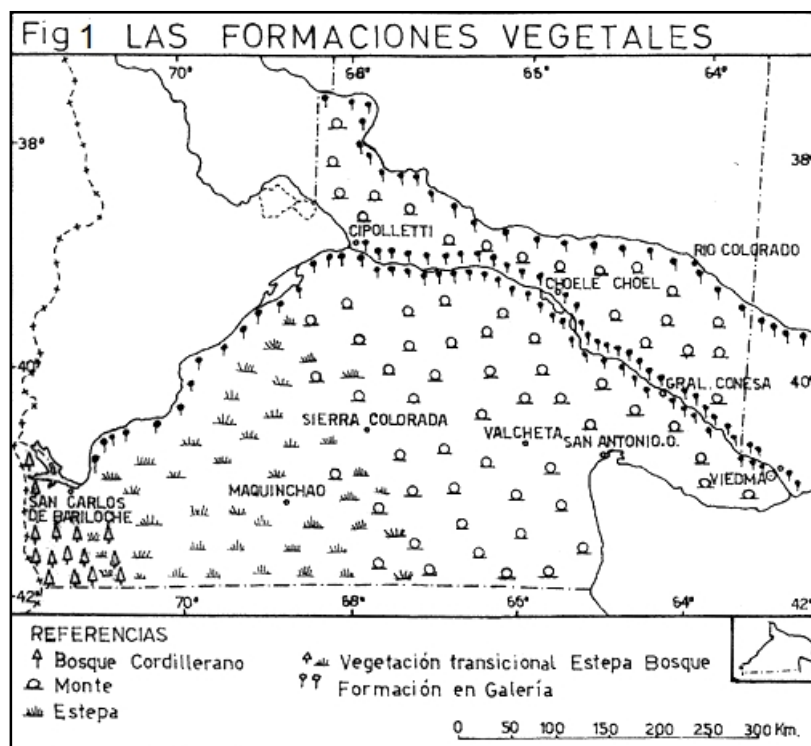 Fig 1 LAS FORMACIONES VEGETALES
70° 68° 65° 64°
38° 38°
CIPOLLETTI
RIO COLORADO
CHOELE CHOEL
40° 40°
GRAL. CONESA
SIERRA COLORADA
VALCHETA
SAN ANTONIO.O.
VIEDMA
MAQUINCHAO
SAN CARLOS
DE BARILOCHE
42° 42°
70° 68° 66° 64°
REFERENCIAS
Bosque Cordillerano
Monte
Estepa
Vegetación transicional Estepa Bosque
Formación en Galería
0 50 100 150 200 250 300 Km.